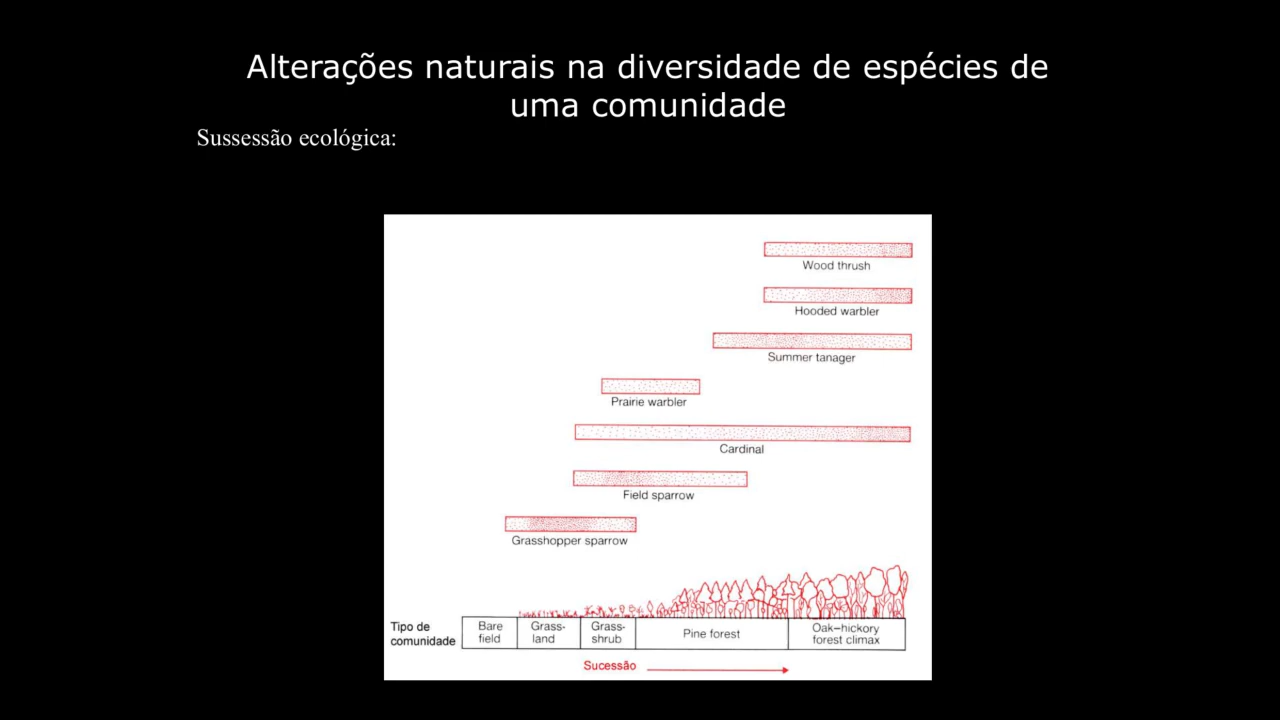 Alterações naturais na diversidade de espécies de
uma comunidade
Sussessão ecológica:
Wood thrush
Hooded warbler
Summer tanager
Prairie warbler
Cardinal
Field sparrow
Grasshopper sparrow
Tipo de
comunidade
Bare
field
Grass-
land
Grass-
shrub
Pine forest
Oak–hickory
forest climax
Sucessão